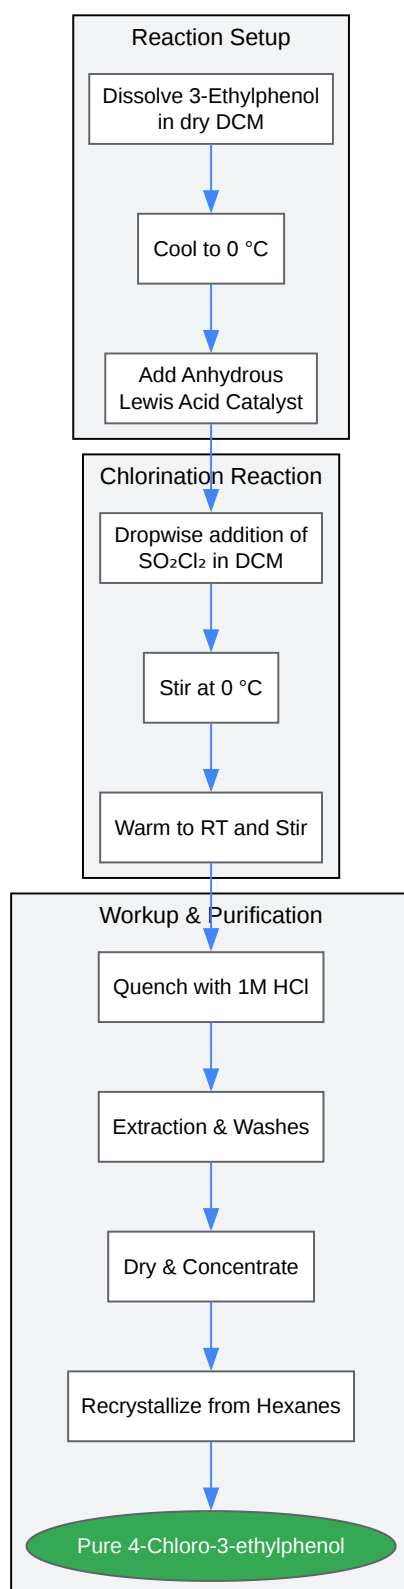 Reaction Setup
Dissolve 3-Ethylphenol
in dry DCM
Cool to 0 °C
Add Anhydrous
Lewis Acid Catalyst
Chlorination Reaction
Dropwise addition of
SO₂Cl₂ in DCM
Stir at 0 °C
Warm to RT and Stir
Workup & Purification
Quench with 1M HCl
Extraction & Washes
Dry & Concentrate
Recrystallize from Hexanes
Pure 4-Chloro-3-ethylphenol